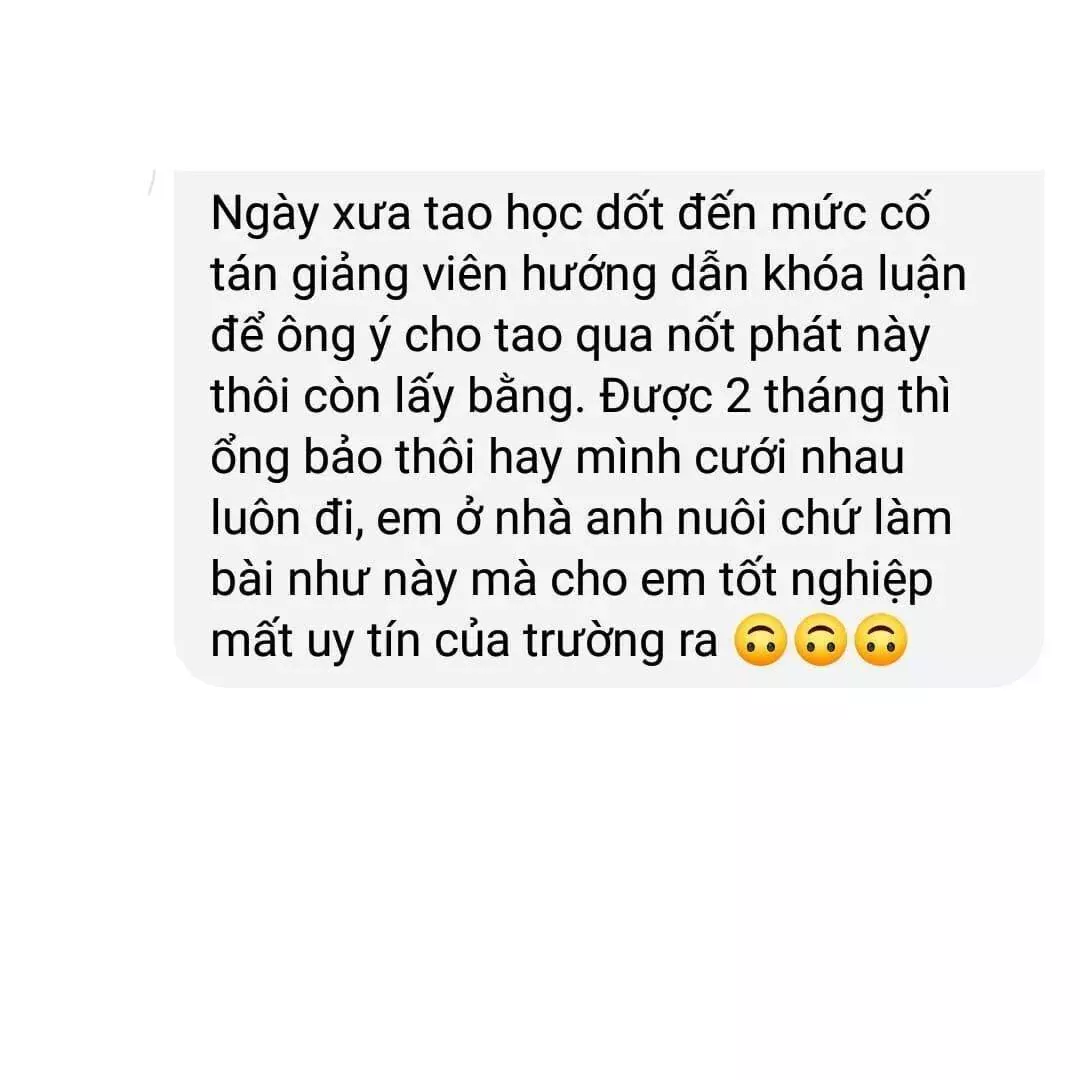 Ngày xưa tao học dốt đến mức cố
tán giảng viên hướng dẫn khóa luận
để ông ý cho tao qua nốt phát này
thôi còn lấy bằng. Được 2 tháng thì
ổng bảo thôi hay mình cưới nhau
luôn đi, em ở nhà anh nuôi chứ làm
bài như này mà cho em tốt nghiệp
mất uy tín của trường ra 🙃🙃🙃